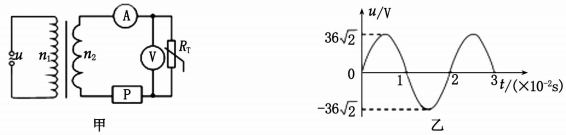 u
n₁
n₂
A
V
R_T
P
甲
u/V
36√2
0
-36√2
1
2
3
t/(×10⁻²s)
乙